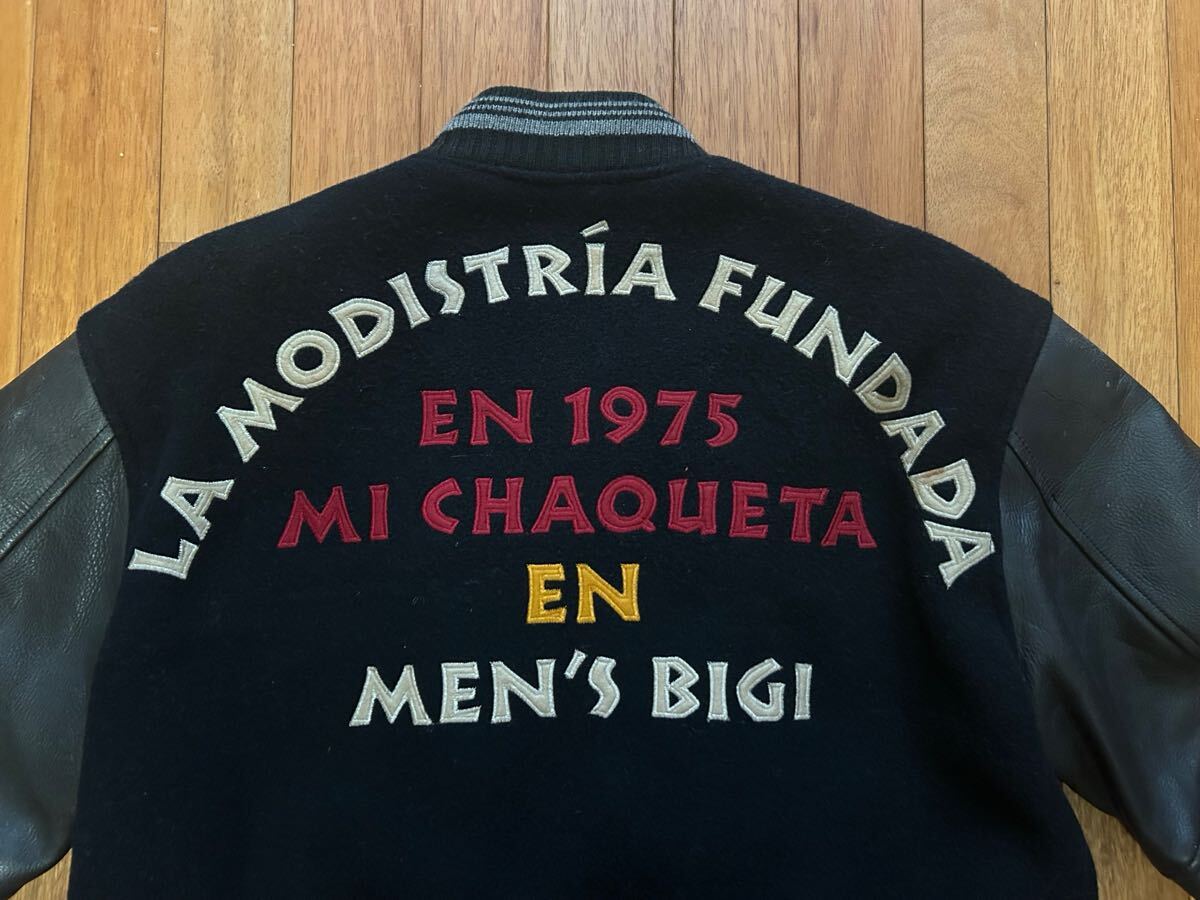 LA MODISTRÍA FUNDADA
EN 1975
MI CHAQUETA
EN
MEN'S BIGI